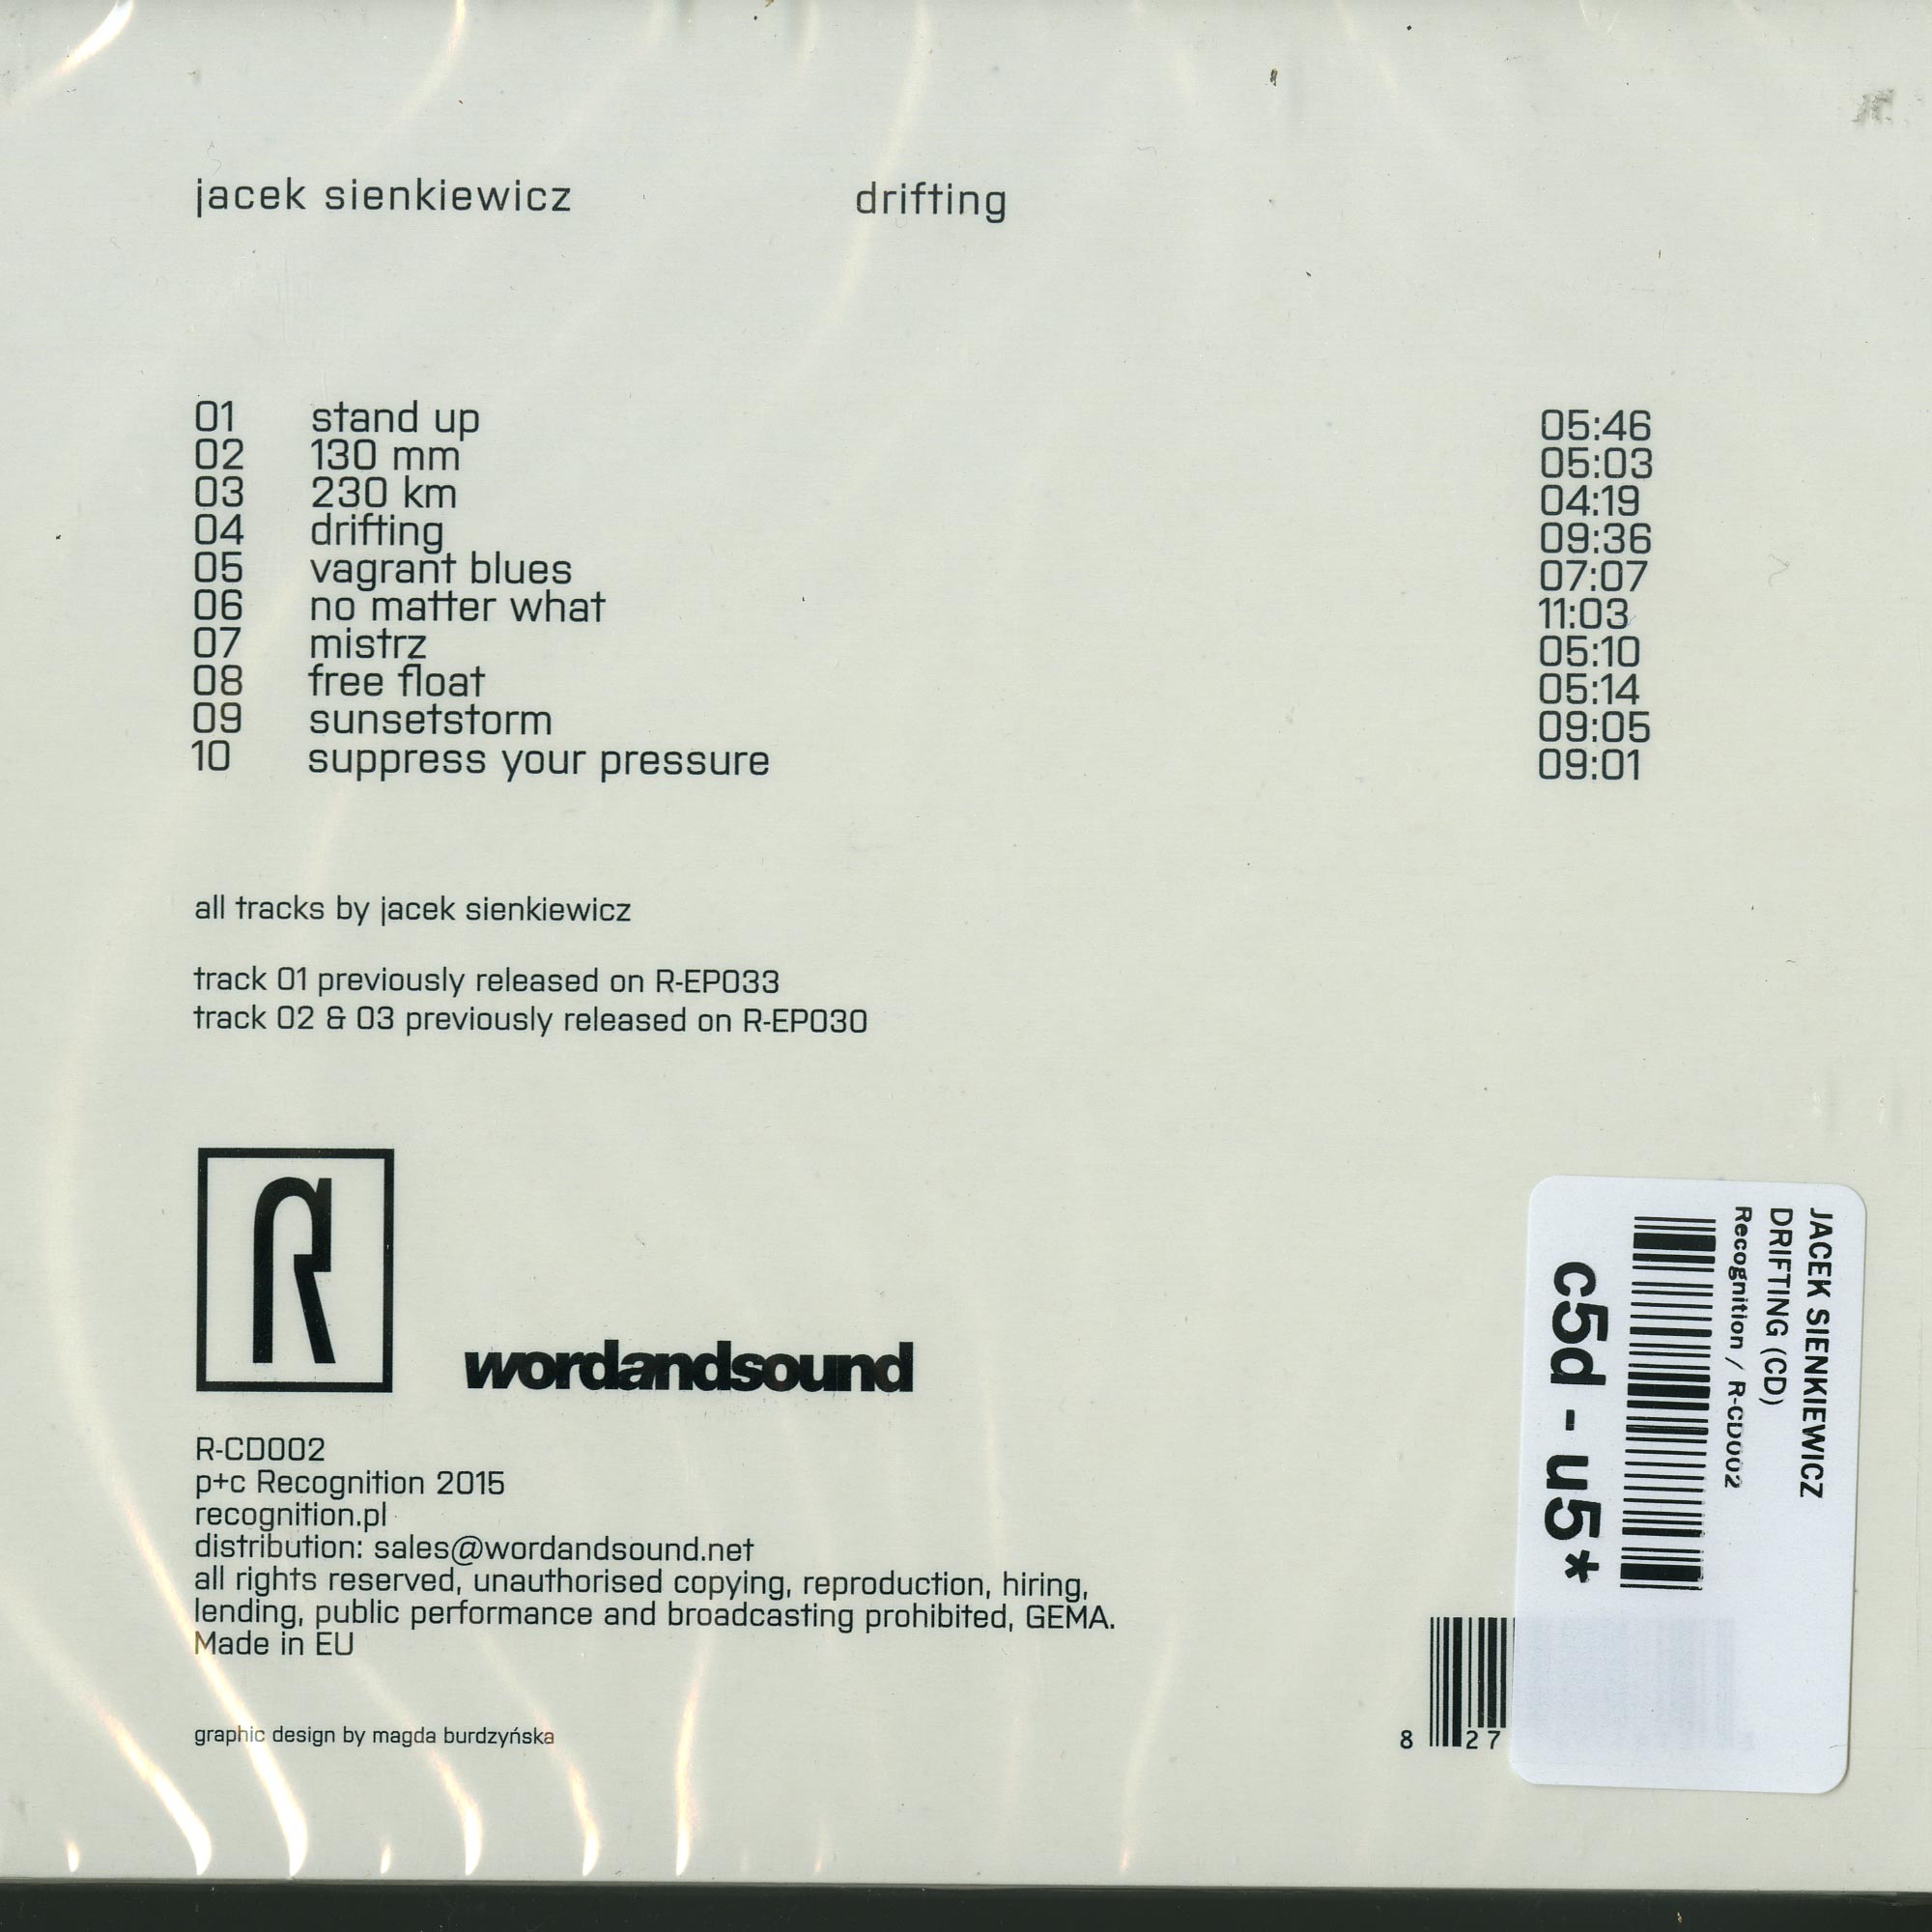 jacek sienkiewicz drifting
01 stand up 05:46
02 130 mm 05:03
03 230 km 04:19
04 drifting 09:36
05 vagrant blues 07:07
06 no matter what 11:03
07 mistrz 05:10
08 free float 05:14
09 sunsetstorm 09:05
10 suppress your pressure 09:01
all tracks by jacek sienkiewicz
track 01 previously released on R-EP033
track 02 & 03 previously released on R-EP030
R
wordandsound
R-CD002
p+c Recognition 2015
recognition.pl
distribution: sales@wordandsound.net
all rights reserved, unauthorised copying, reproduction, hiring,
lending, public performance and broadcasting prohibited, GEMA.
Made in EU
graphic design by magda burdzyńska
JACEK SIENKIEWICZ
DRIFTING (CD)
Recognition / R-CD002
c5d - u5*
8 27